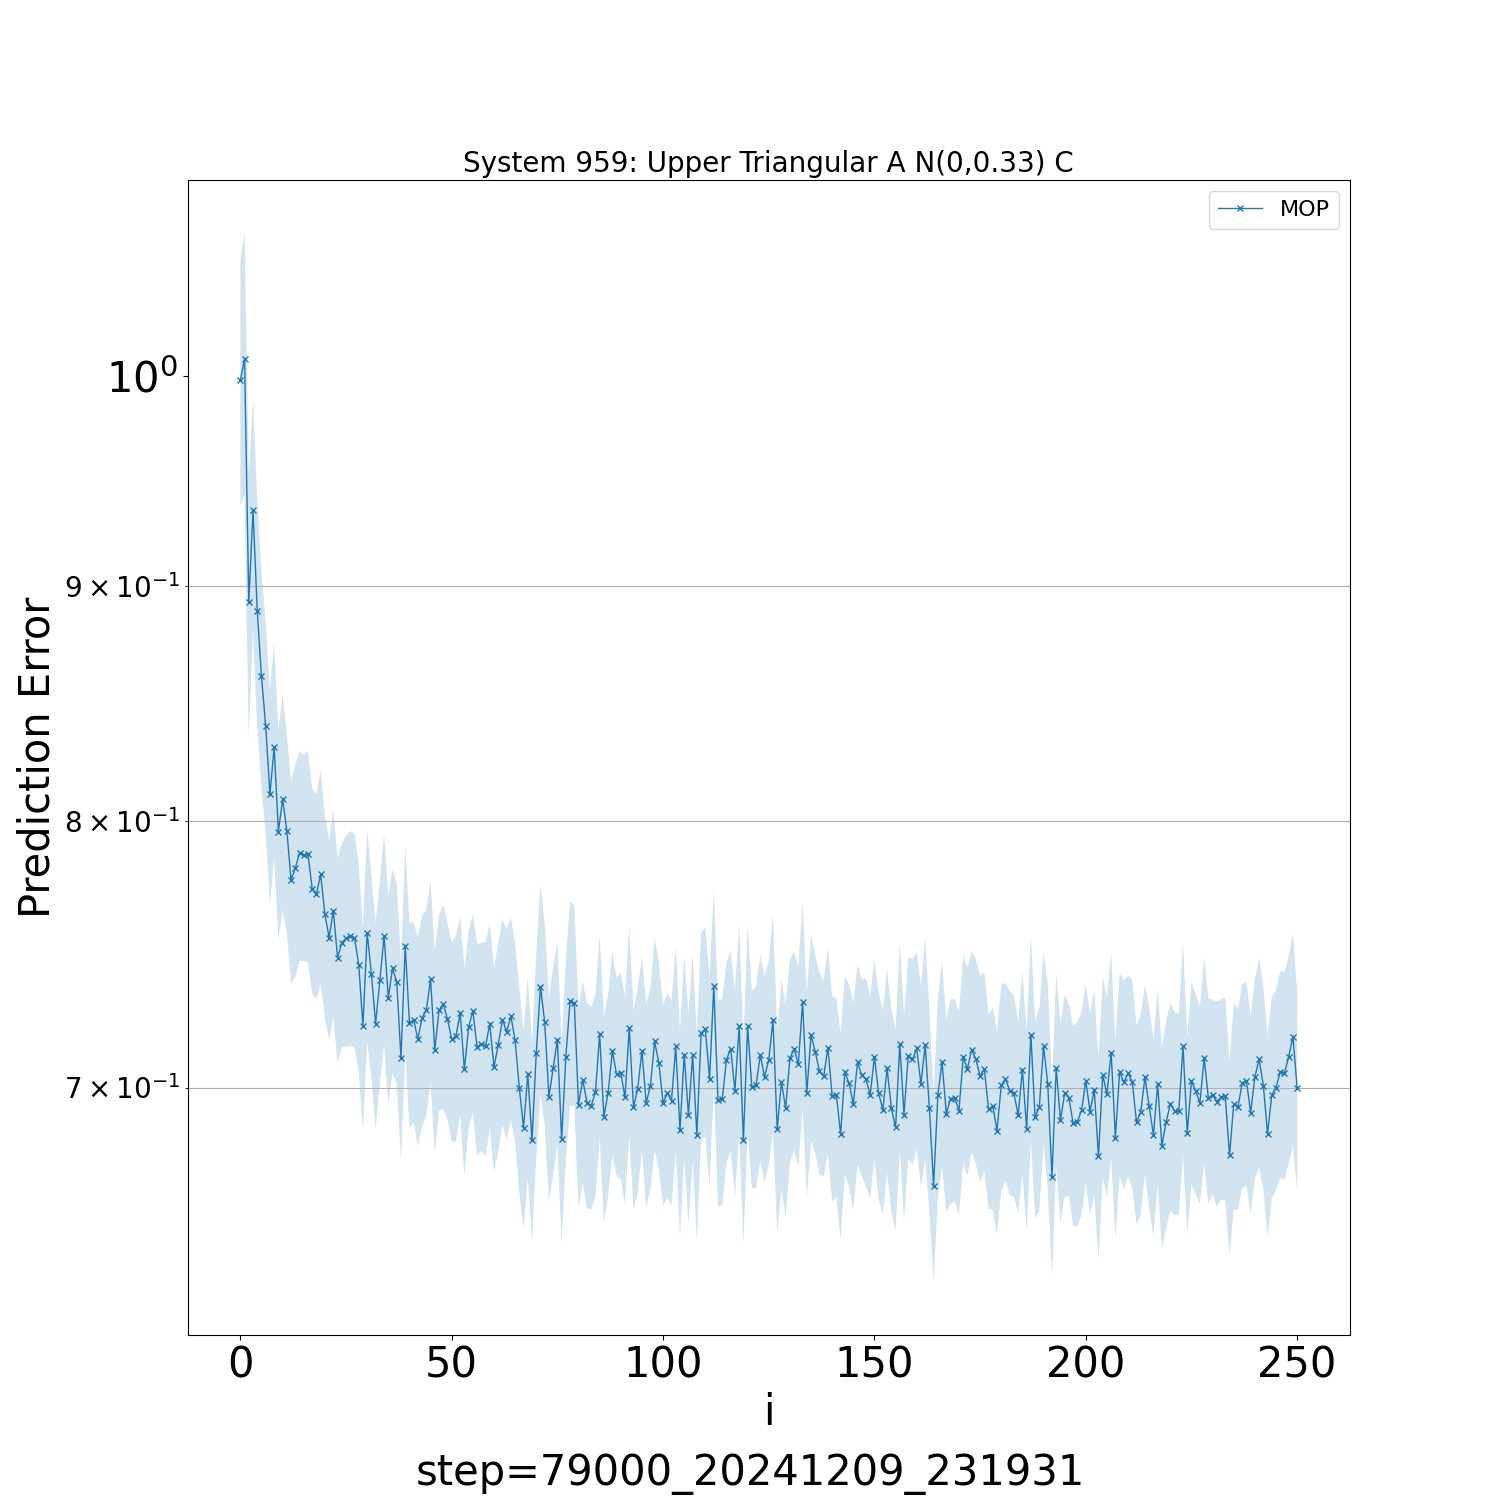 System 959: Upper Triangular A N(0,0.33) C
MOP
10⁰
9 × 10⁻¹
8 × 10⁻¹
7 × 10⁻¹
Prediction Error
0 50 100 150 200 250
i
step=79000_20241209_231931